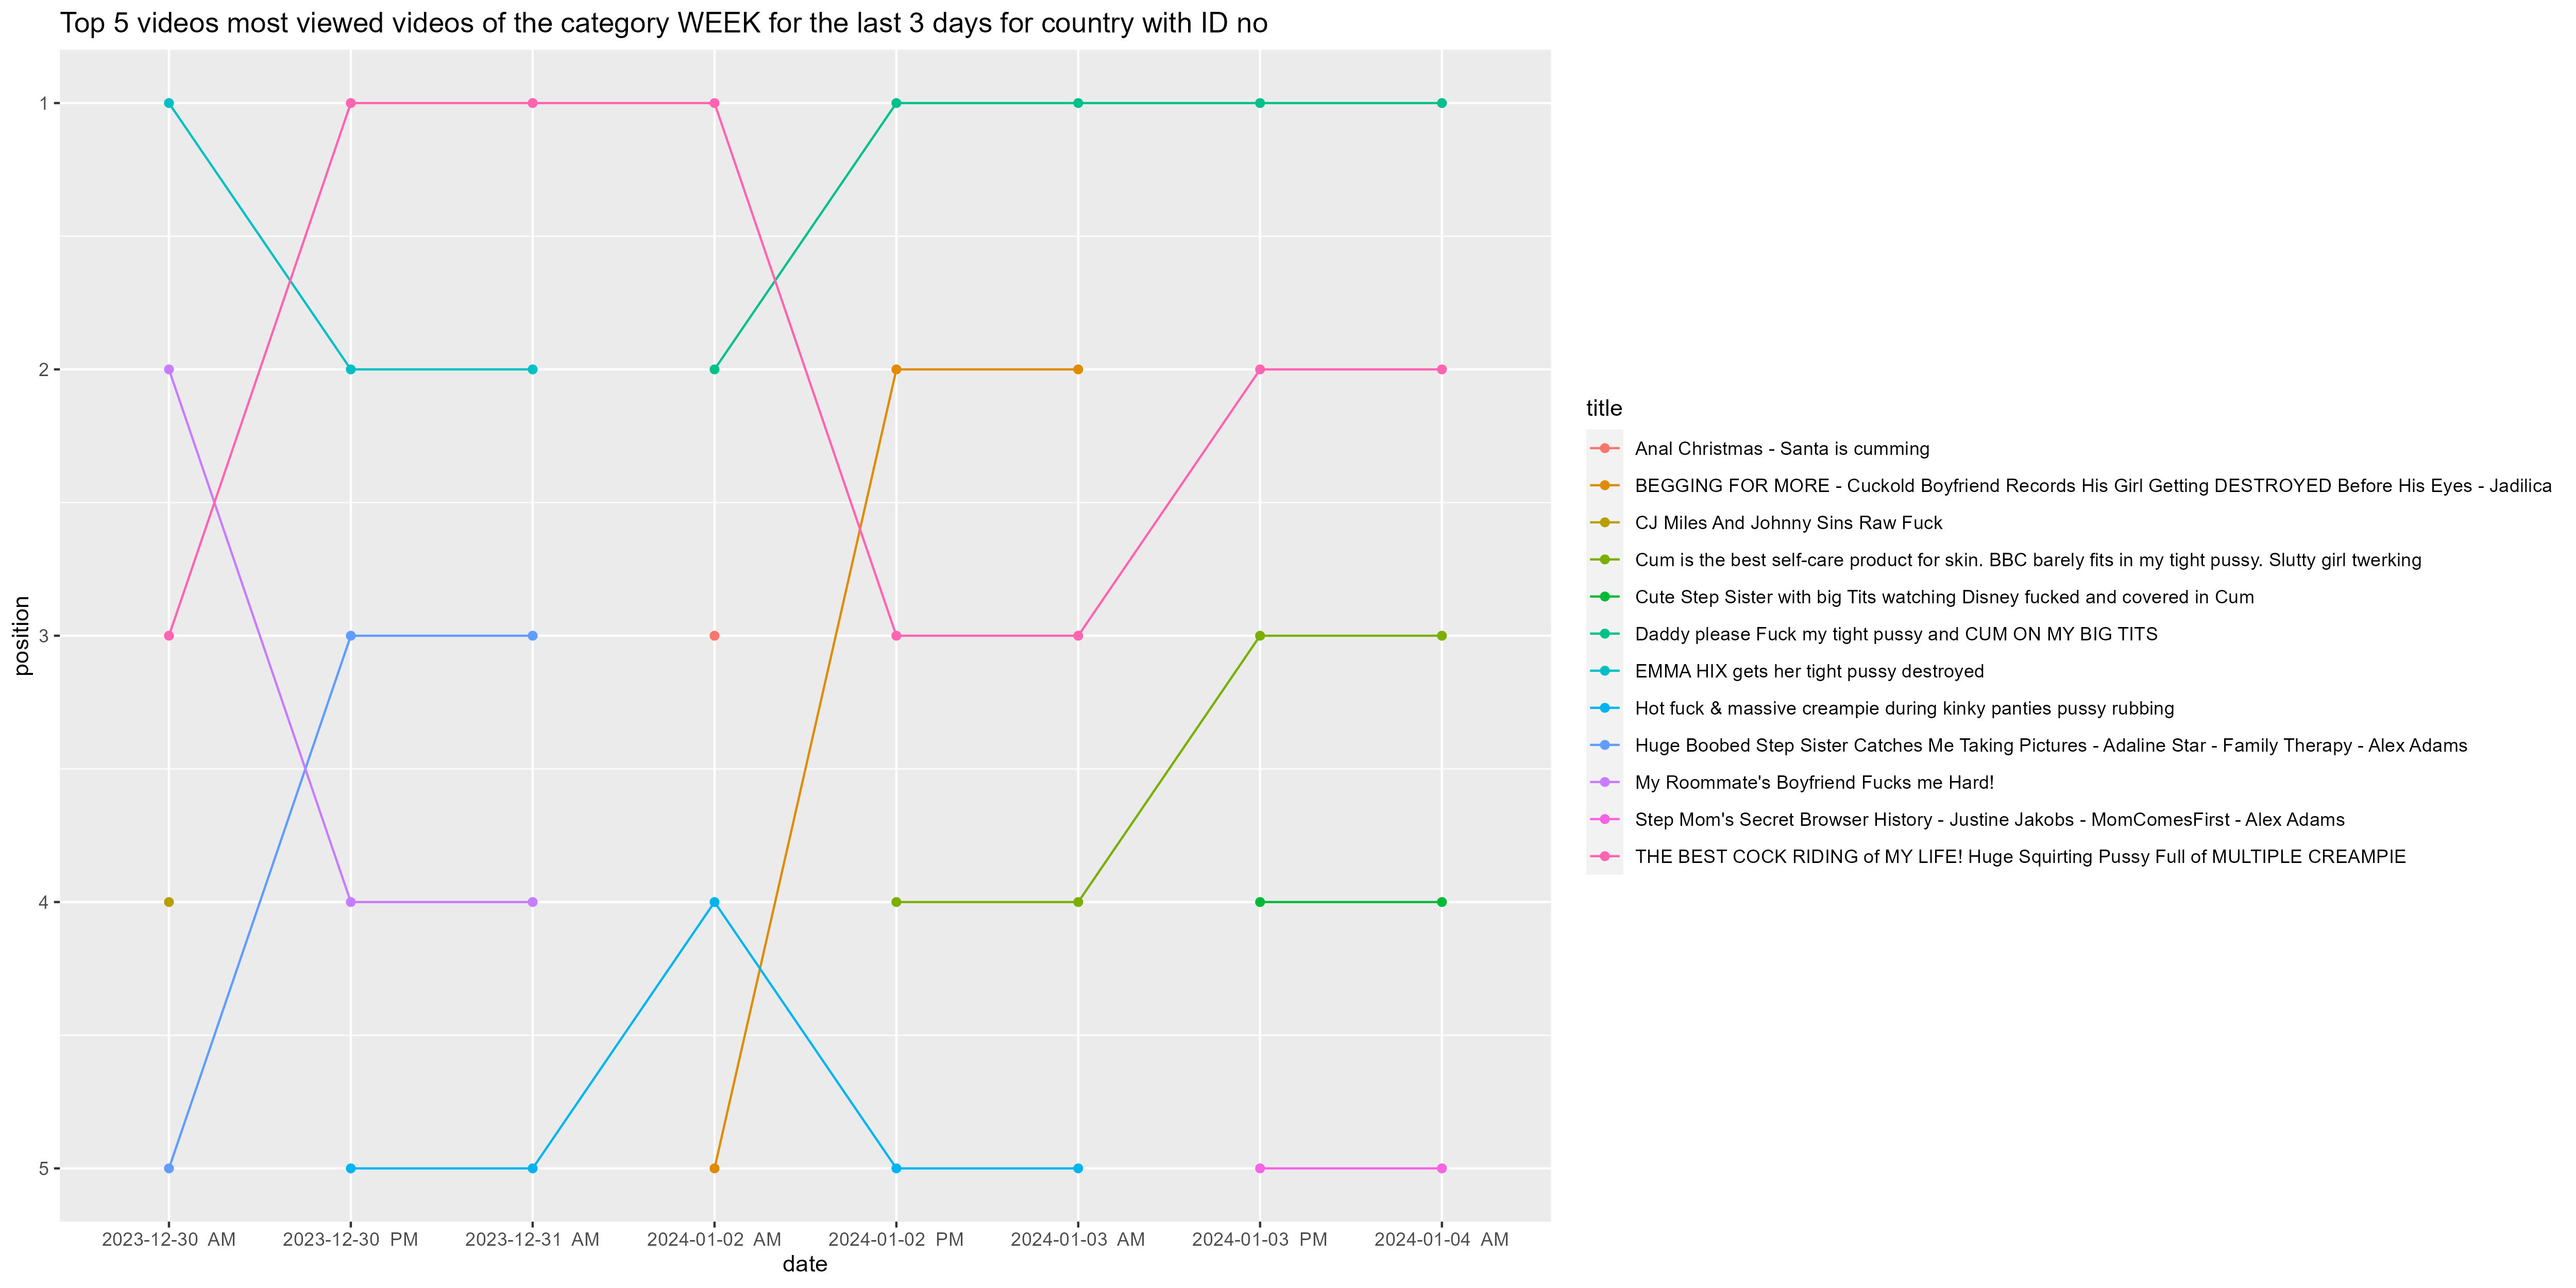 Top 5 videos most viewed videos of the category WEEK for the last 3 days for country with ID no
position
1
2
3
4
5
2023-12-30 AM
2023-12-30 PM
2023-12-31 AM
2024-01-02 AM
2024-01-02 PM
2024-01-03 AM
2024-01-03 PM
2024-01-04 AM
date
title
Anal Christmas - Santa is cumming
BEGGING FOR MORE - Cuckold Boyfriend Records His Girl Getting DESTROYED Before His Eyes - Jadilica
CJ Miles And Johnny Sins Raw Fuck
Cum is the best self-care product for skin. BBC barely fits in my tight pussy. Slutty girl twerking
Cute Step Sister with big Tits watching Disney fucked and covered in Cum
Daddy please Fuck my tight pussy and CUM ON MY BIG TITS
EMMA HIX gets her tight pussy destroyed
Hot fuck & massive creampie during kinky panties pussy rubbing
Huge Boobed Step Sister Catches Me Taking Pictures - Adaline Star - Family Therapy - Alex Adams
My Roommate's Boyfriend Fucks me Hard!
Step Mom's Secret Browser History - Justine Jakobs - MomComesFirst - Alex Adams
THE BEST COCK RIDING of MY LIFE! Huge Squirting Pussy Full of MULTIPLE CREAMPIE